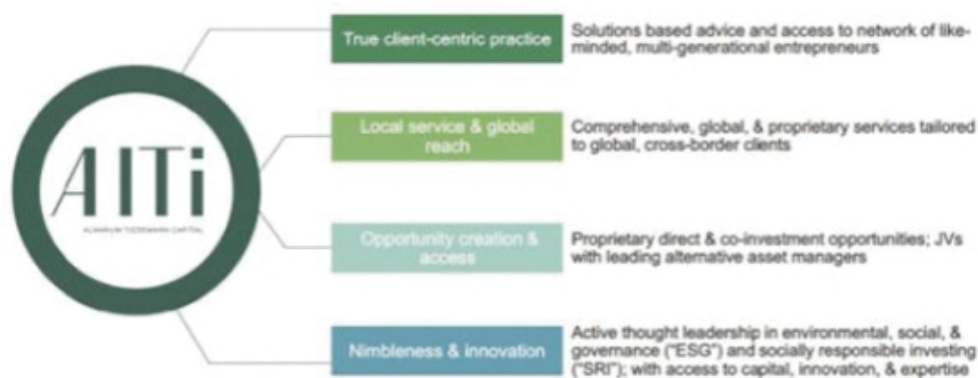 True client-centric practice
Solutions based advice and access to network of like-
minded, multi-generational entrepreneurs
AlTi
ALVARIUM TIEDEMANN CAPITAL
Local service & global
reach
Comprehensive, global, & proprietary services tailored
to global, cross-border clients
Opportunity creation &
access
Proprietary direct & co-investment opportunities; JVs
with leading alternative asset managers
Nimbleness & innovation
Active thought leadership in environmental, social, &
governance ("ESG") and socially responsible investing
("SRI"); with access to capital, innovation, & expertise